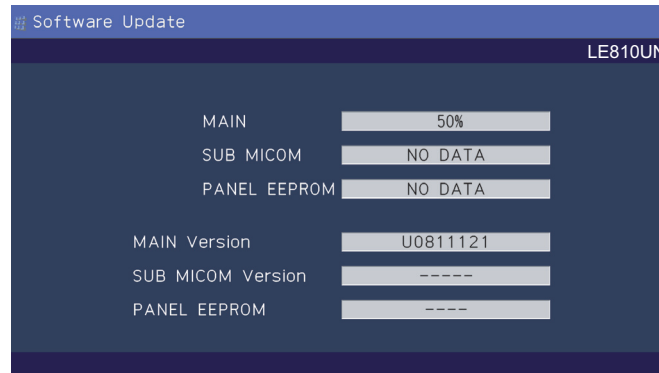 Software Update
LE810UN
MAIN 50%
SUB MICOM NO DATA
PANEL EEPROM NO DATA
MAIN Version U0811121
SUB MICOM Version -----
PANEL EEPROM ----